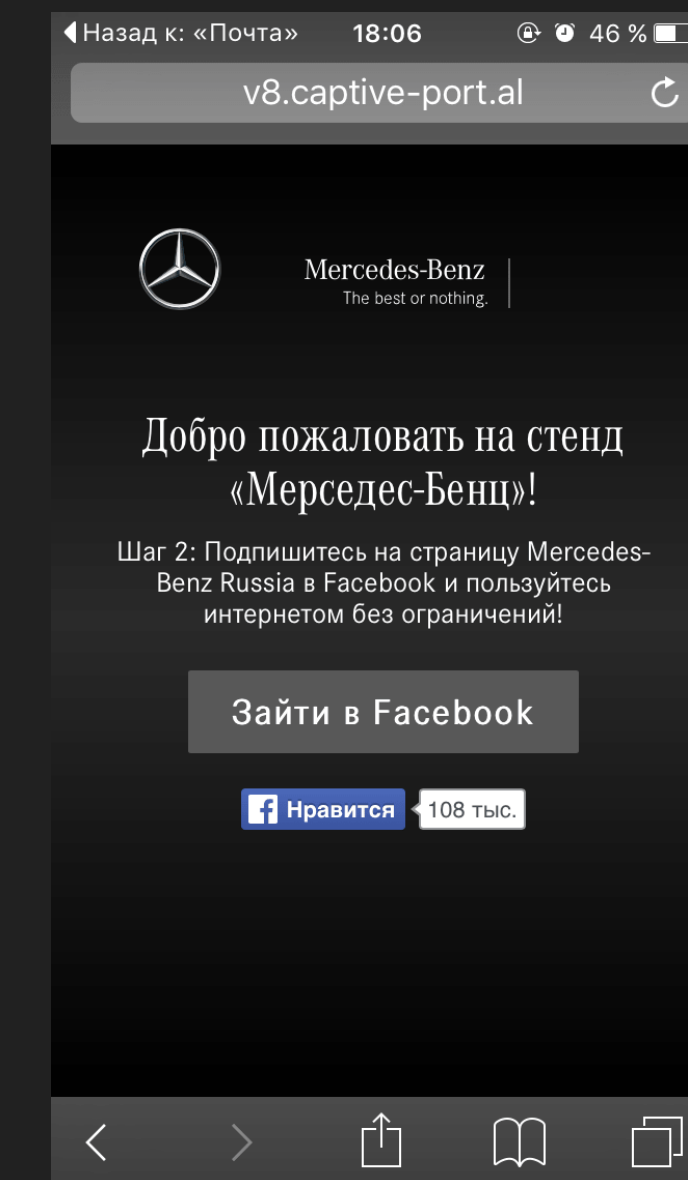 Назад к: «Почта» 18:06 46 %
v8.captive-port.al
Mercedes-Benz
The best or nothing.
Добро пожаловать на стенд
«Мерседес-Бенц»!
Шаг 2: Подпишитесь на страницу Mercedes-
Benz Russia в Facebook и пользуйтесь
интернетом без ограничений!
Зайти в Facebook
Нравится 108 тыс.